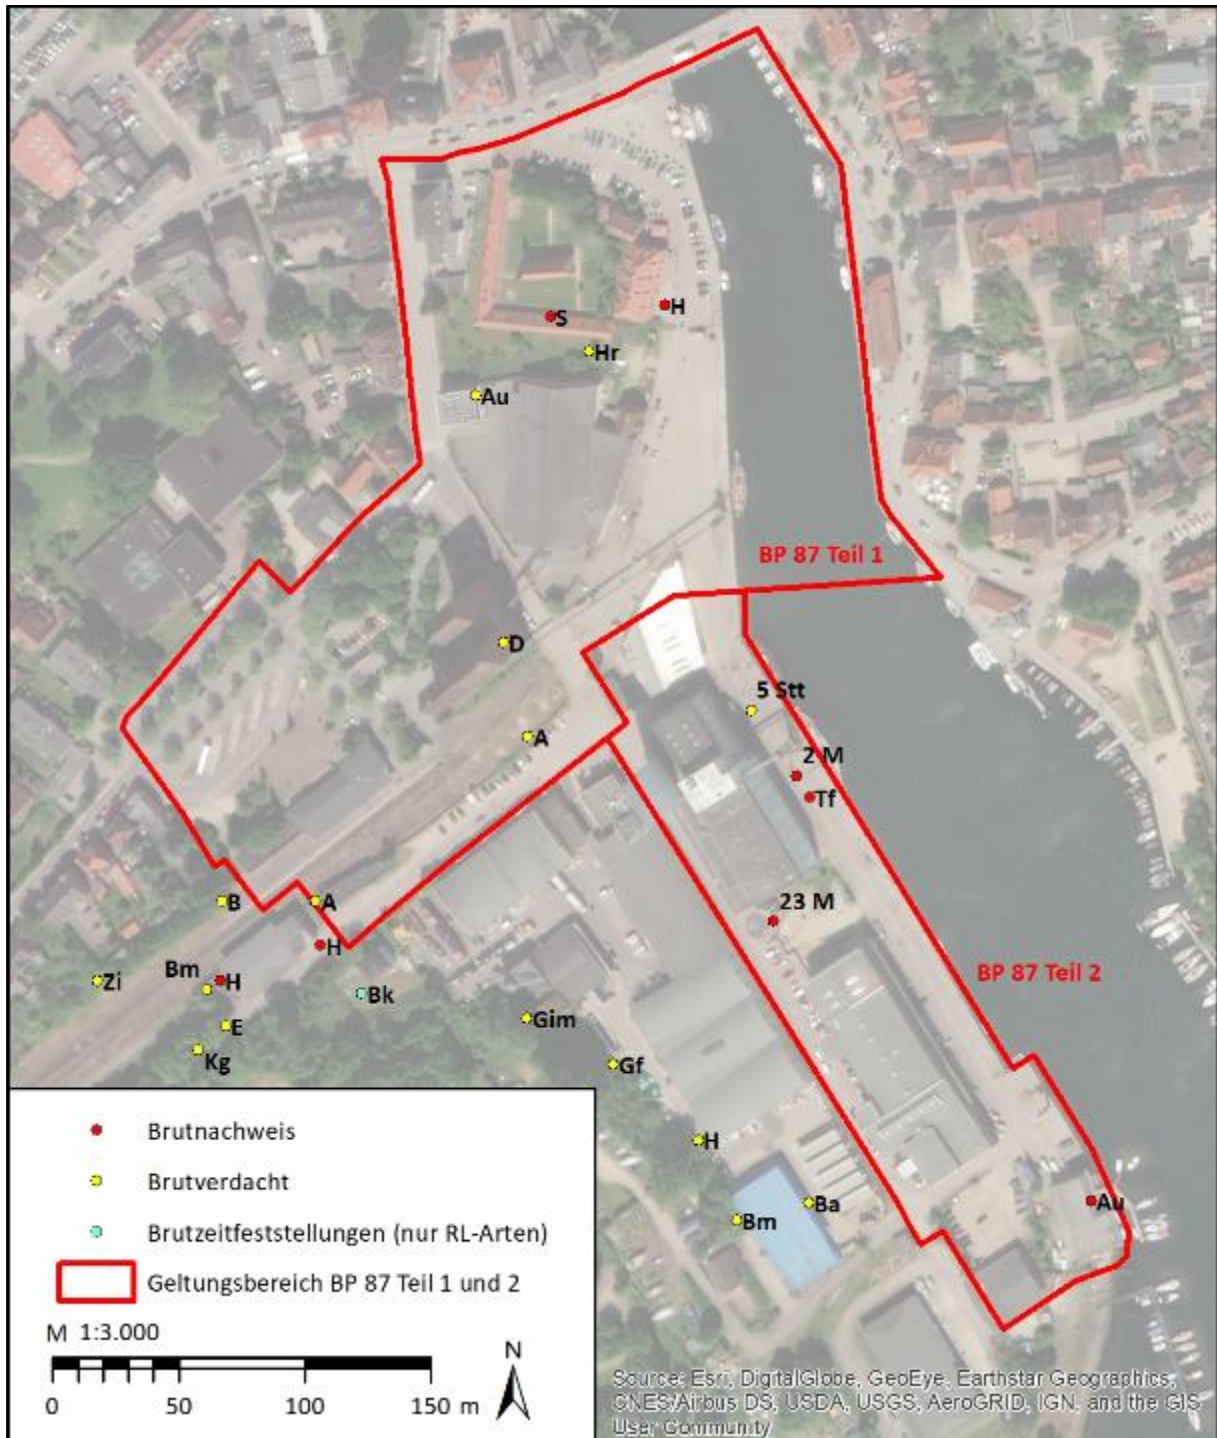 S
H
Hr
Au
BP 87 Teil 1
D
5 Stt
A
2 M
Tf
B
A
23 M
H
BP 87 Teil 2
Zi
Bm
H
Bk
E
Gim
Kg
Gf
H
Au
Ba
Bm
Brutnachweis
Brutverdacht
Brutzeitfeststellungen (nur RL-Arten)
Geltungsbereich BP 87 Teil 1 und 2
M 1:3.000
N
0 50 100 150 m
Source: Esri, DigitalGlobe, GeoEye, Earthstar Geographics,
CNES/Airbus DS, USDA, USGS, AeroGRID, IGN, and the GIS
User Community